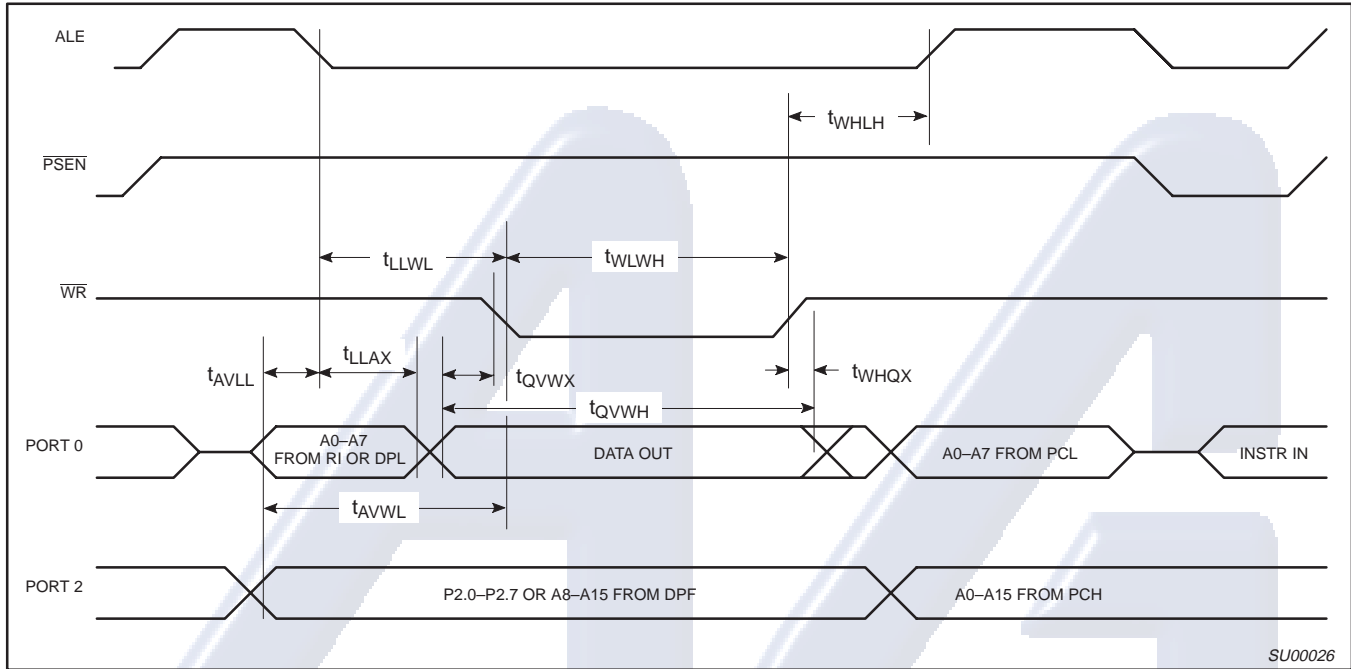 ALE
tWHLH
PSEN
tLLWL
tWLWH
WR
tLLAX
tAVLL
tQVWX
tWHQX
tQVWH
PORT 0
A0–A7
FROM RI OR DPL
DATA OUT
A0–A7 FROM PCL
INSTR IN
tAVWL
PORT 2
P2.0–P2.7 OR A8–A15 FROM DPF
A0–A15 FROM PCH
SU00026